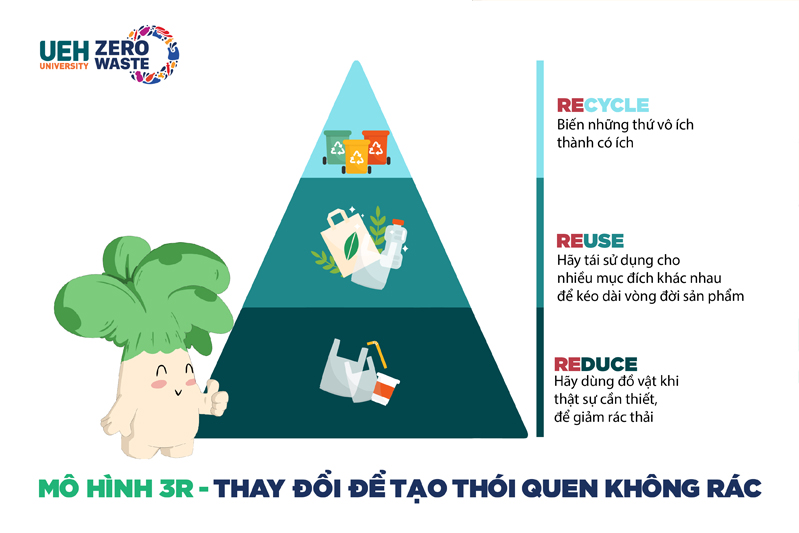 UEH ZERO
UNIVERSITY WASTE
RECYCLE
Biến những thứ vô ích
thành có ích
REUSE
Hãy tái sử dụng cho
nhiều mục đích khác nhau
để kéo dài vòng đời sản phẩm
REDUCE
Hãy dùng đồ vật khi
thật sự cần thiết,
để giảm rác thải
MÔ HÌNH 3R - THAY ĐỔI ĐỂ TẠO THÓI QUEN KHÔNG RÁC